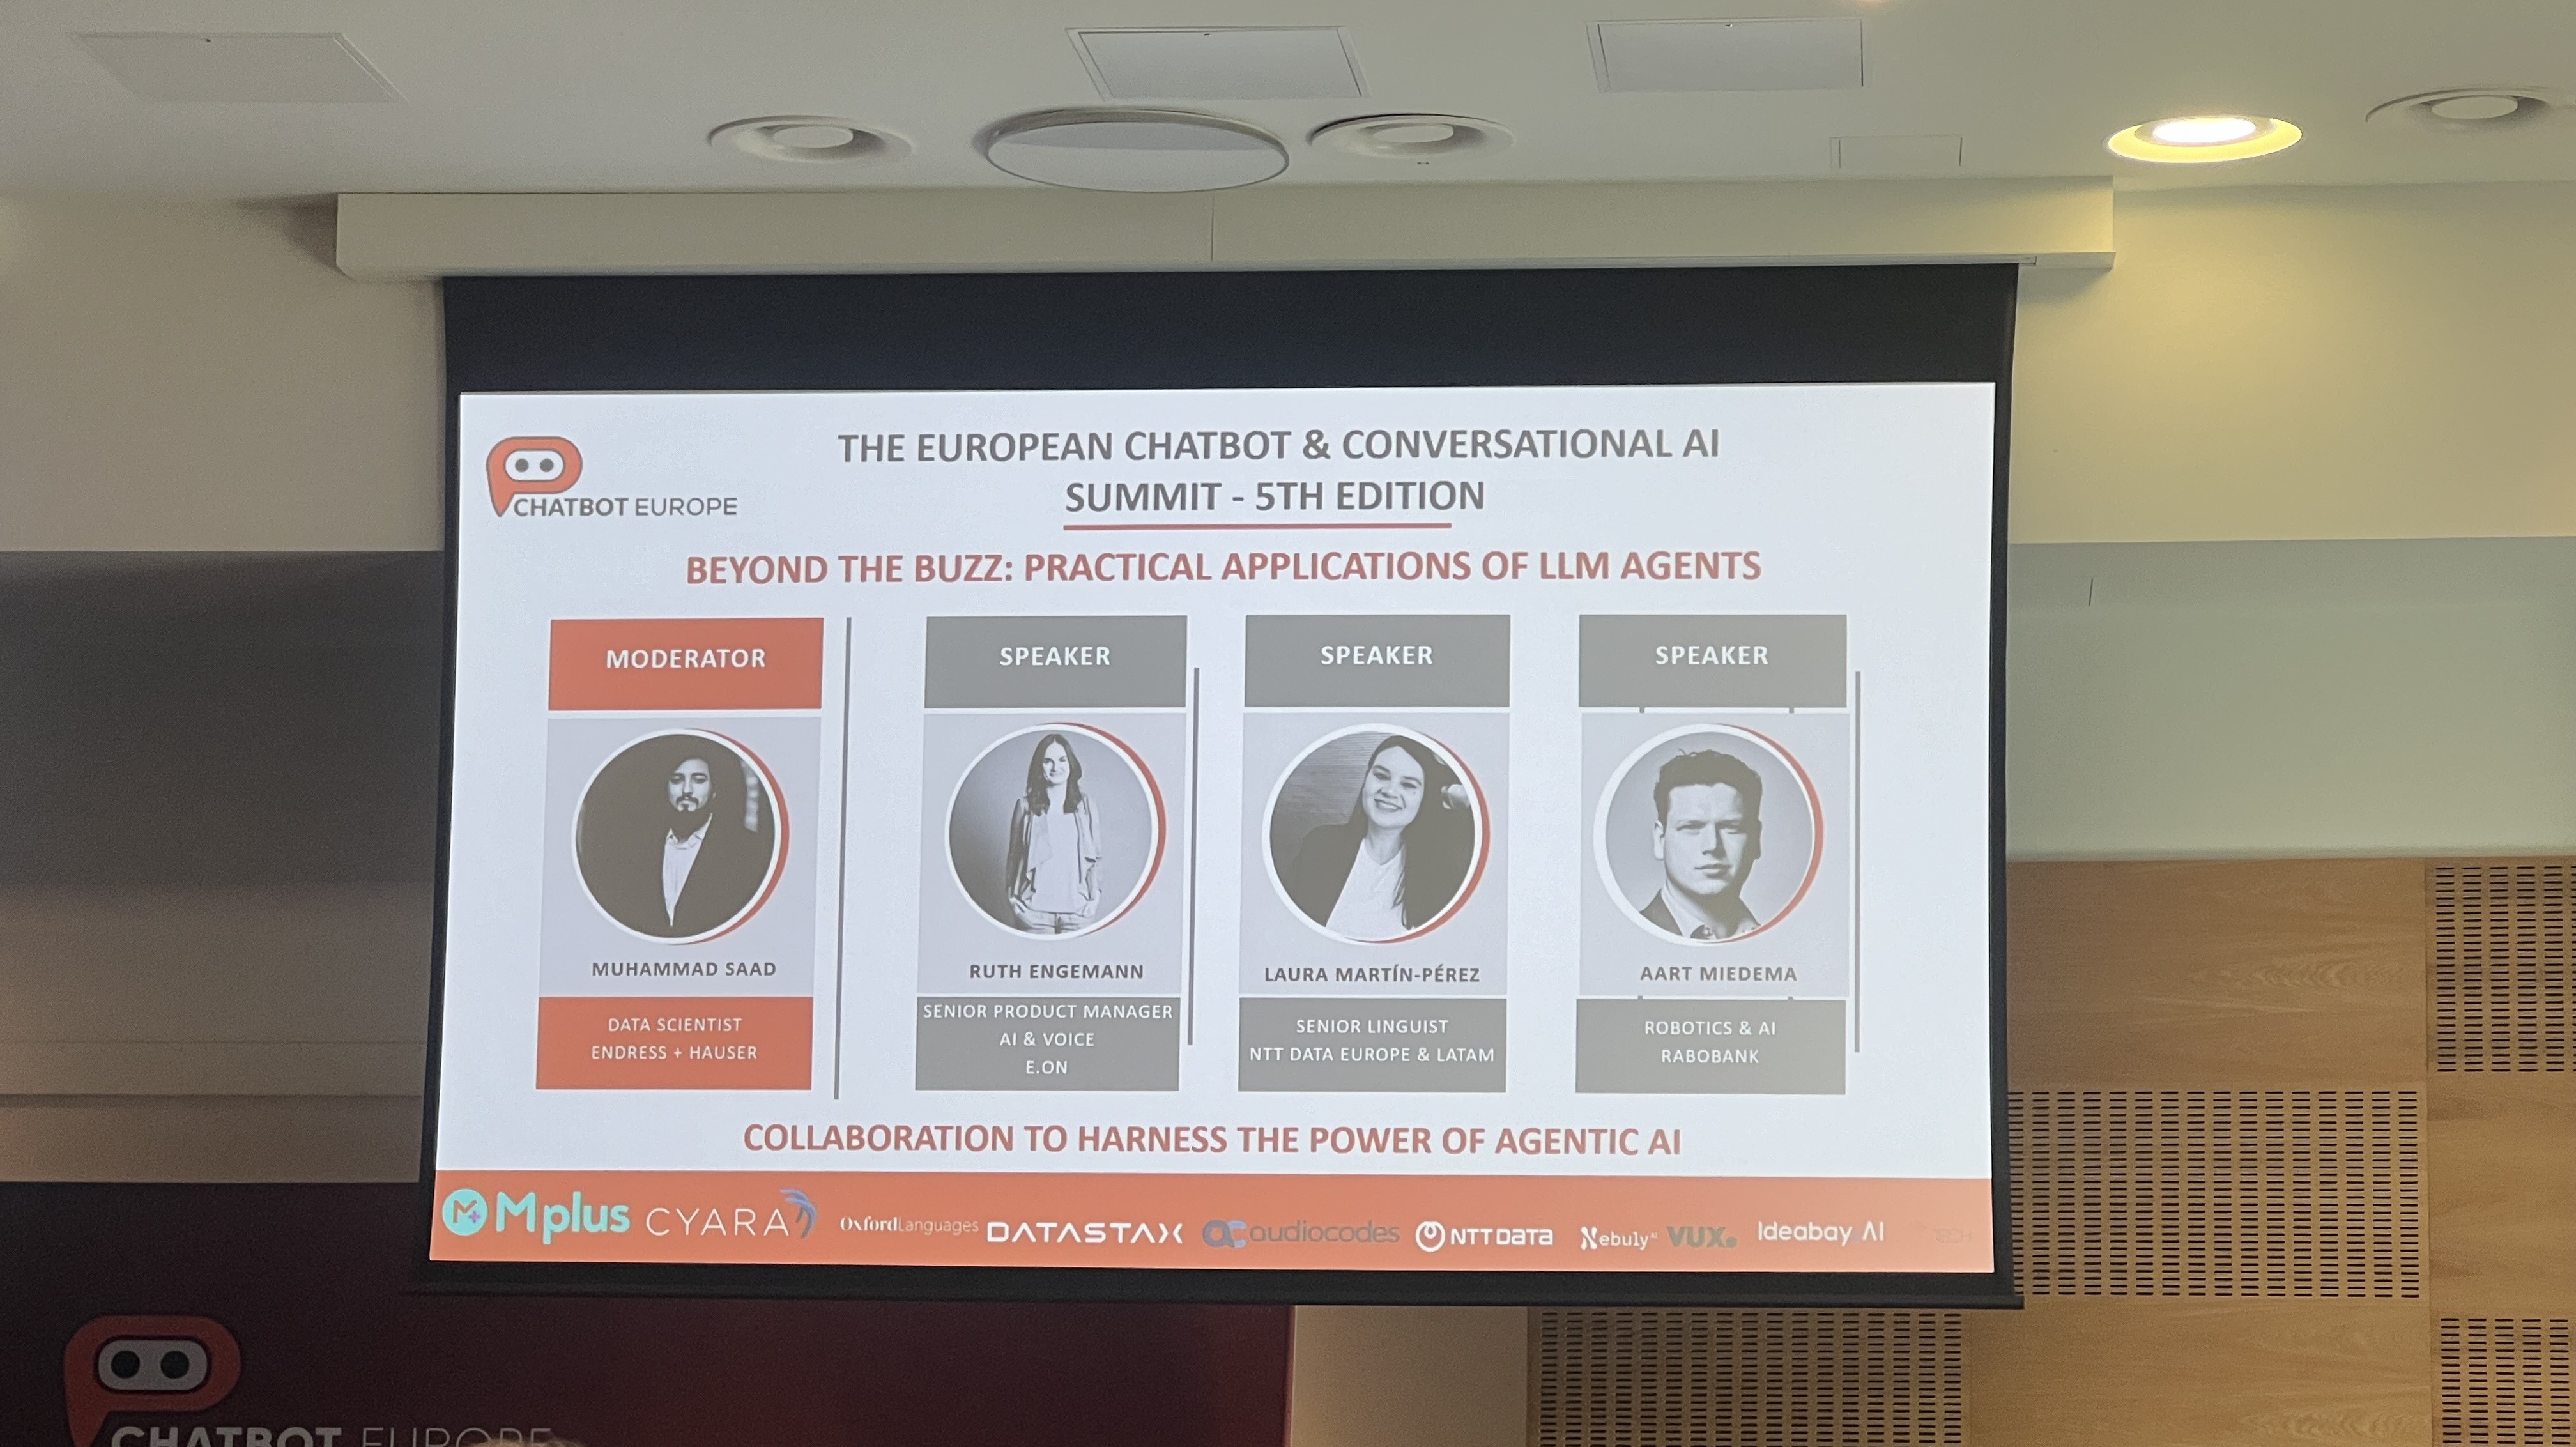 CHATBOT EUROPE
THE EUROPEAN CHATBOT & CONVERSATIONAL AI
SUMMIT - 5TH EDITION
BEYOND THE BUZZ: PRACTICAL APPLICATIONS OF LLM AGENTS
MODERATOR
MUHAMMAD SAAD
DATA SCIENTIST
ENDRESS + HAUSER
SPEAKER
RUTH ENGEMANN
SENIOR PRODUCT MANAGER
AI & VOICE
E.ON
SPEAKER
LAURA MARTÍN-PÉREZ
SENIOR LINGUIST
NTT DATA EUROPE & LATAM
SPEAKER
AART MIEDEMA
ROBOTICS & AI
RABOBANK
COLLABORATION TO HARNESS THE POWER OF AGENTIC AI
M+ Mplus CYARA OxfordLanguages DATASTAX ac audiocodes NTT DATA Nebuly AI VUX. Ideabay AI
CHATBOT EUROPE